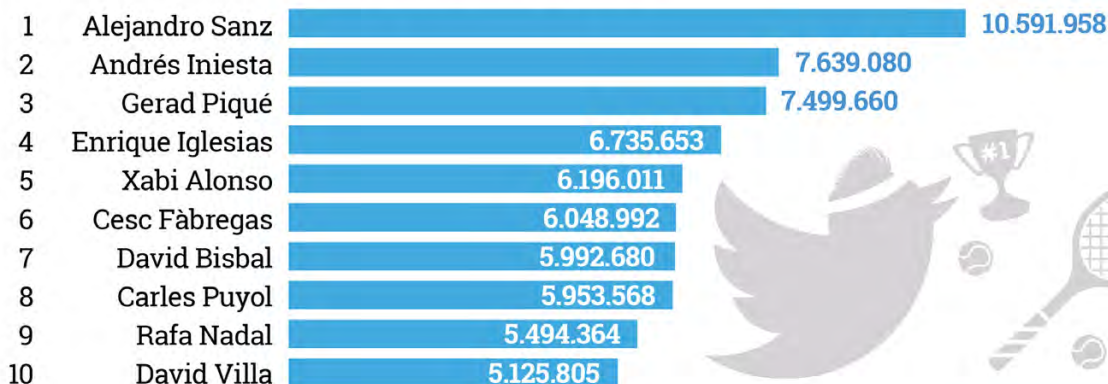 1 Alejandro Sanz 10.591.958
2 Andrés Iniesta 7.639.080
3 Gerad Piqué 7.499.660
4 Enrique Iglesias 6.735.653
5 Xabi Alonso 6.196.011
6 Cesc Fàbregas 6.048.992
7 David Bisbal 5.992.680
8 Carles Puyol 5.953.568
9 Rafa Nadal 5.494.364
10 David Villa 5.125.805
#1